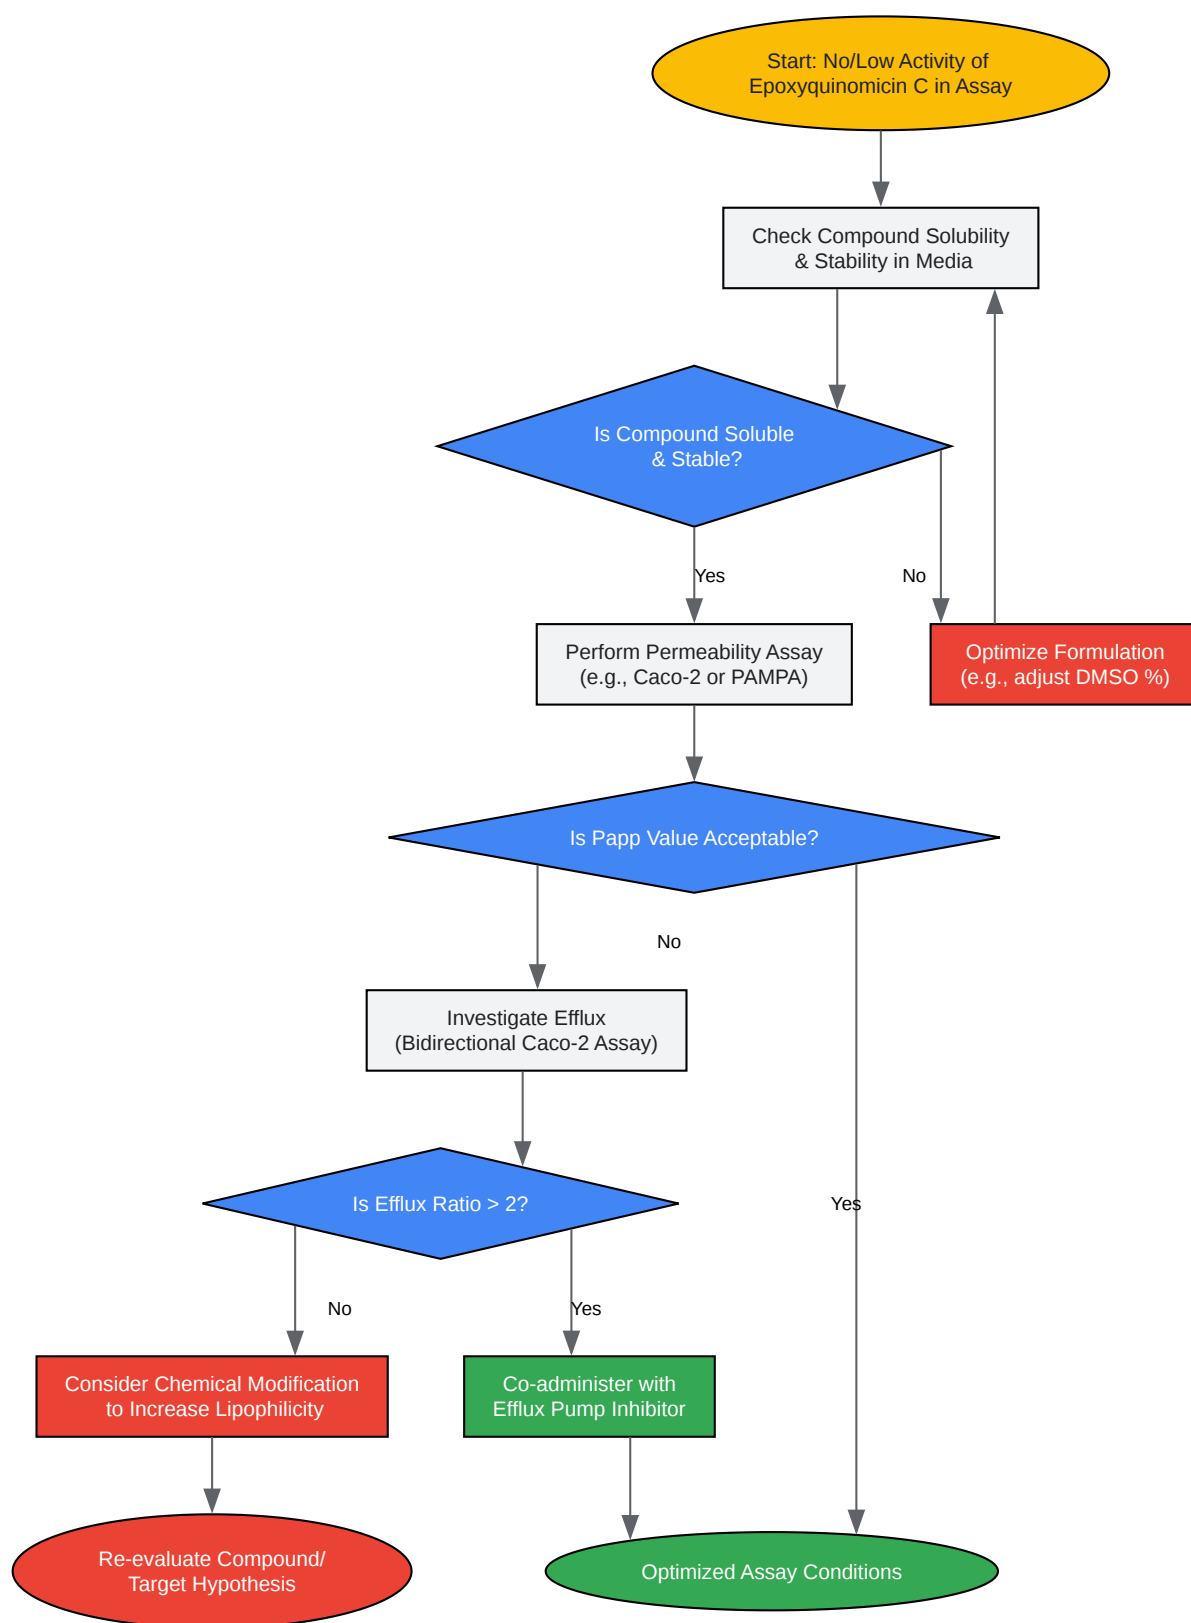 Start: No/Low Activity of
Epoxyquinomicin C in Assay
Check Compound Solubility
& Stability in Media
Is Compound Soluble
& Stable?
Yes
No
Perform Permeability Assay
(e.g., Caco-2 or PAMPA)
Optimize Formulation
(e.g., adjust DMSO %)
Is Papp Value Acceptable?
No
Investigate Efflux
(Bidirectional Caco-2 Assay)
Is Efflux Ratio > 2?
Yes
No
Yes
Consider Chemical Modification
to Increase Lipophilicity
Co-administer with
Efflux Pump Inhibitor
Re-evaluate Compound/
Target Hypothesis
Optimized Assay Conditions